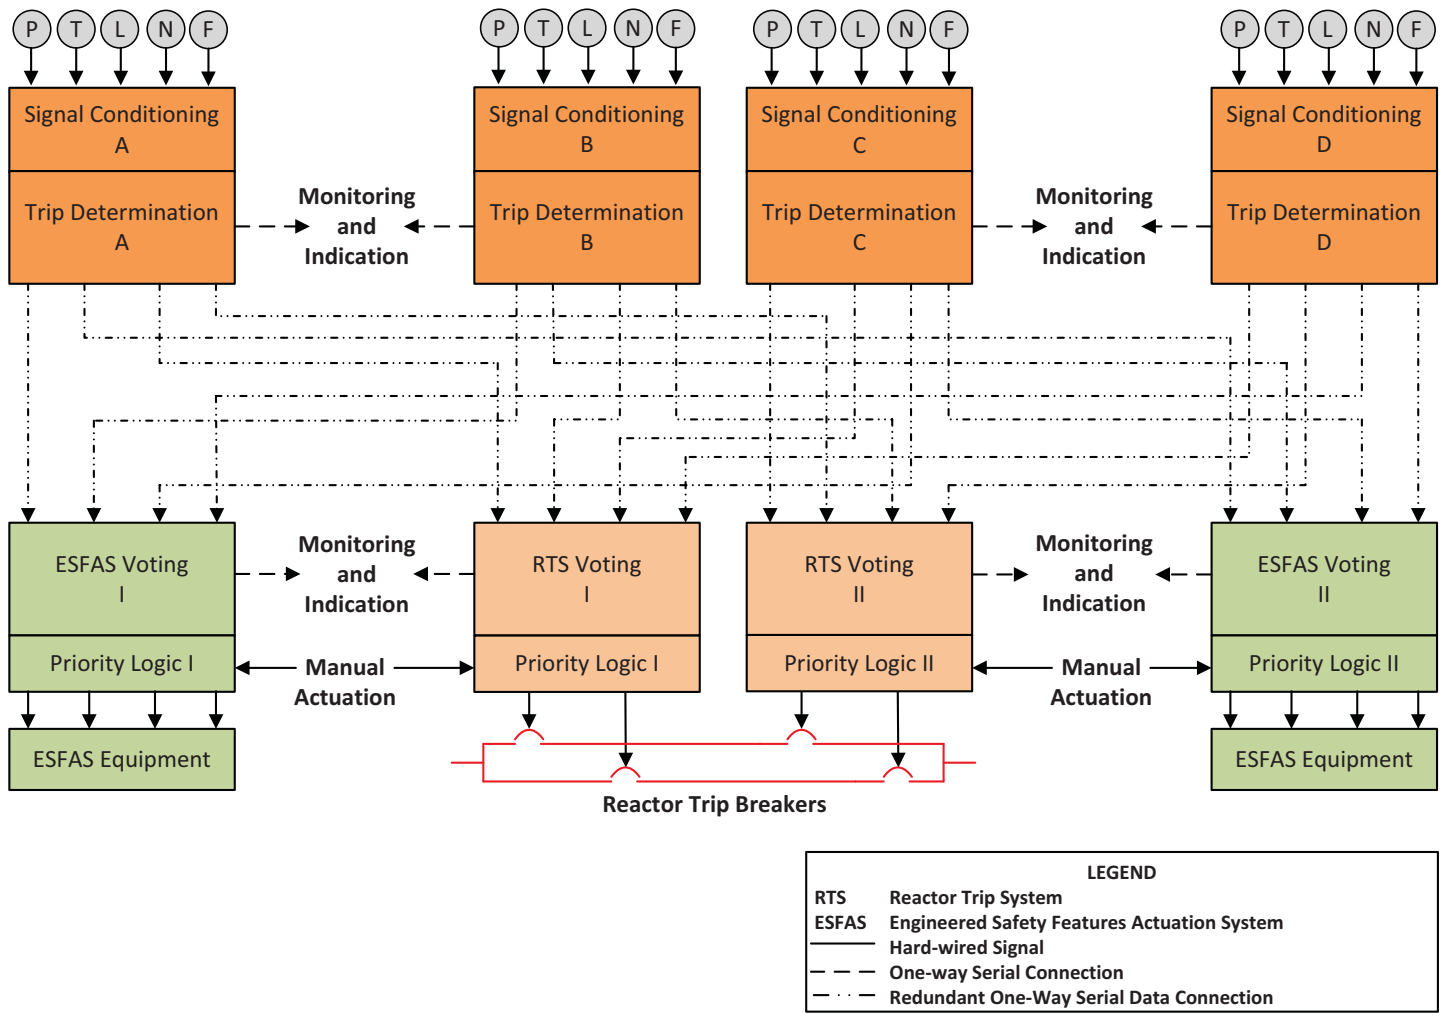 P T L N F
P T L N F
P T L N F
P T L N F
Signal Conditioning
A
Signal Conditioning
B
Signal Conditioning
C
Signal Conditioning
D
Trip Determination
A
Monitoring
and
Indication
Trip Determination
B
Trip Determination
C
Monitoring
and
Indication
Trip Determination
D
ESFAS Voting
I
Monitoring
and
Indication
RTS Voting
I
RTS Voting
II
Monitoring
and
Indication
ESFAS Voting
II
Priority Logic I
Manual
Actuation
Priority Logic I
Priority Logic II
Manual
Actuation
Priority Logic II
ESFAS Equipment
ESFAS Equipment
Reactor Trip Breakers
LEGEND
RTS Reactor Trip System
ESFAS Engineered Safety Features Actuation System
Hard-wired Signal
One-way Serial Connection
Redundant One-Way Serial Data Connection